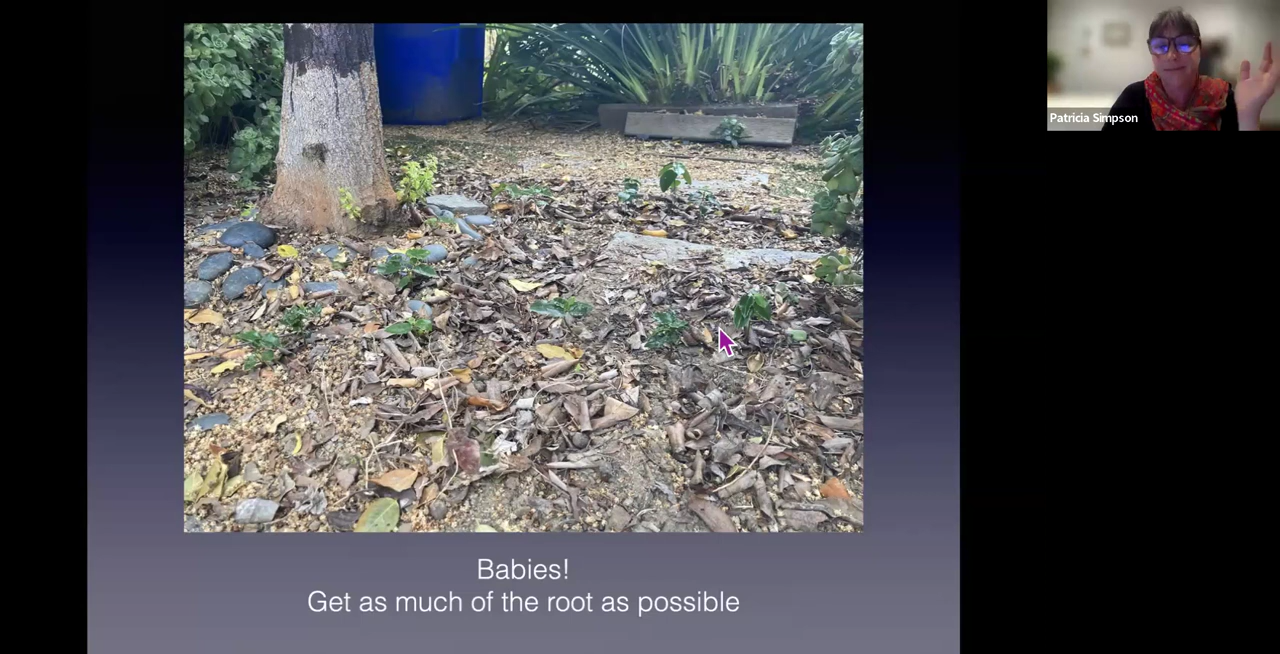 Patricia Simpson
Babies!
Get as much of the root as possible